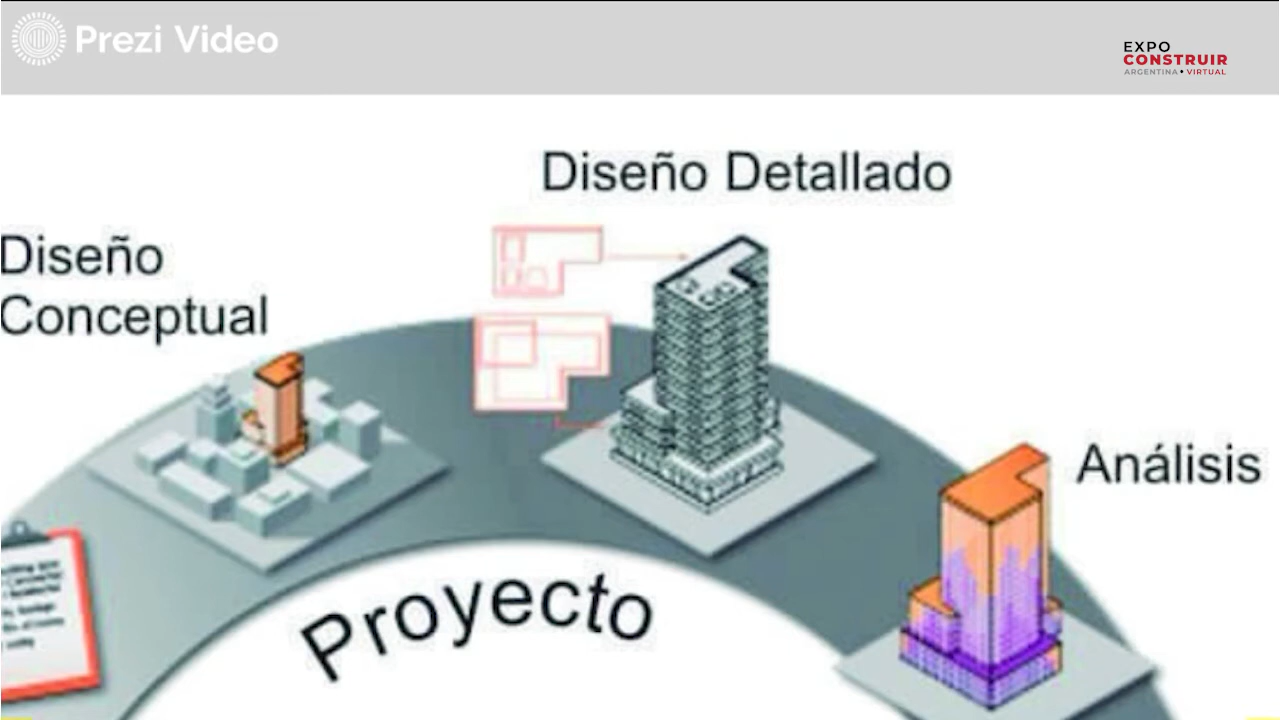 Prezi Video
EXPO
CONSTRUIR
ARGENTINA • VIRTUAL
Diseño Detallado
Diseño
Conceptual
Análisis
Proyecto